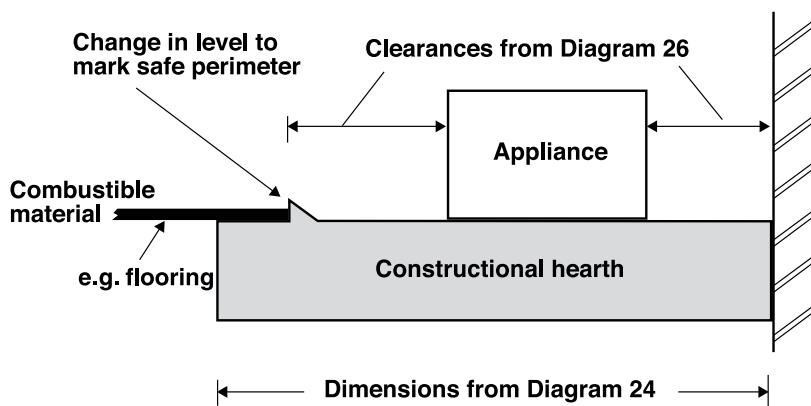 Change in level to
mark safe perimeter
Clearances from Diagram 26
Appliance
Combustible
material
e.g. flooring
Constructional hearth
Dimensions from Diagram 24